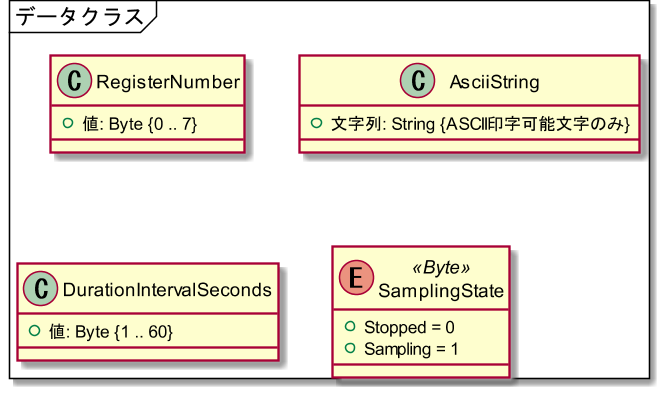 データクラス
C RegisterNumber
値: Byte {0 .. 7}
C AsciiString
文字列: String {ASCII印字可能文字のみ}
C DurationIntervalSeconds
値: Byte {1 .. 60}
E «Byte»
SamplingState
Stopped = 0
Sampling = 1